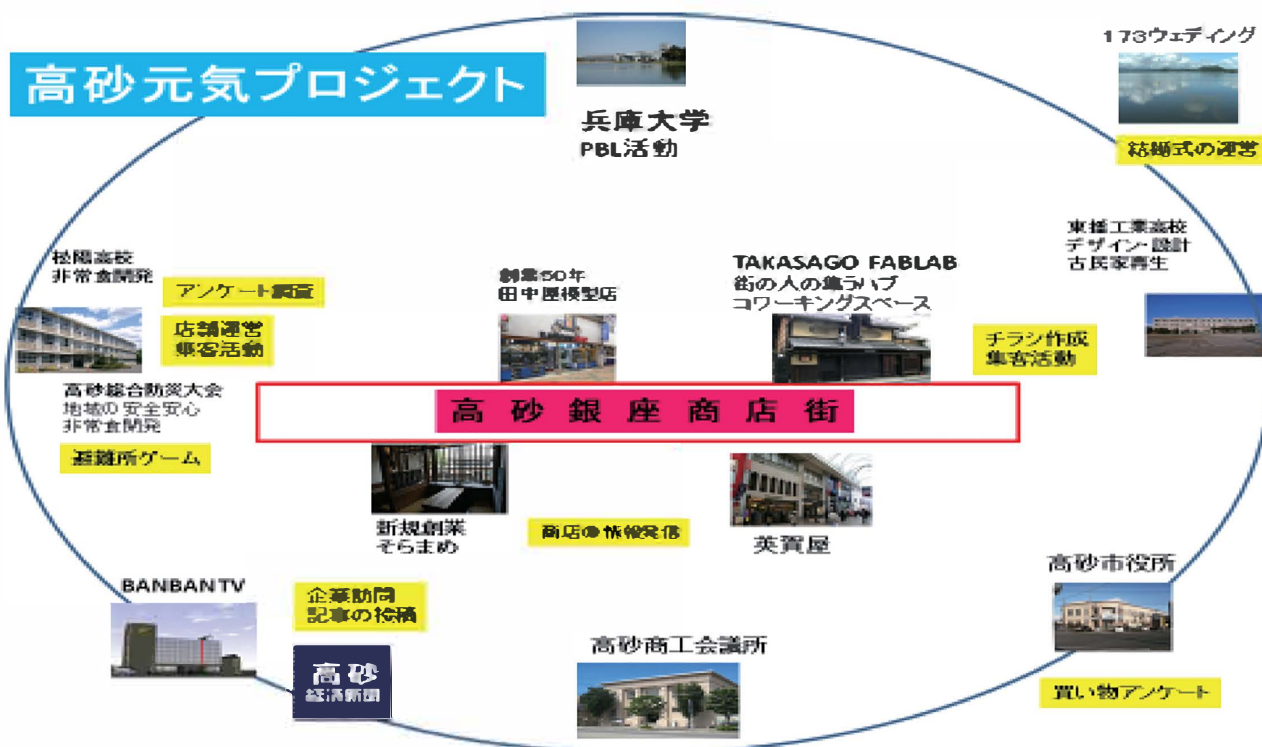 高砂元気プロジェクト
兵庫大学
PBL活動
173ウェディング
結婚式の運営
松陽高校
非常食開発
アンケート調査
店舗運営
集客活動
創業50年
田中屋模型店
TAKASAGO FABLAB
街の人の集うハブ
コワーキングスペース
東播工業高校
デザイン・設計
古民家再生
チラシ作成
集客活動
高砂総合防災大会
地域の安全安心
非常食開発
避難所ゲーム
高砂銀座商店街
新規創業
そらまめ
商店の情報発信
英賀屋
BANBANTV
企業訪問
記事の投稿
高砂
経済新聞
高砂商工会議所
高砂市役所
買い物アンケート